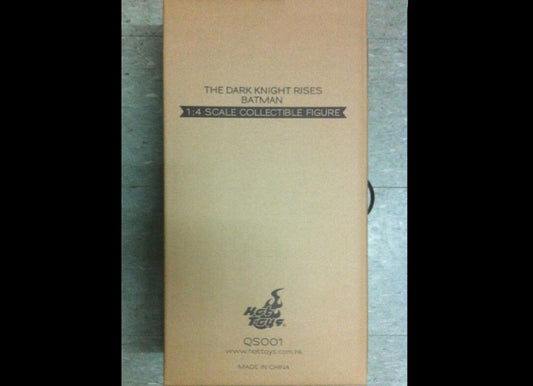 THE DARK KNIGHT RISES
BATMAN
1:4 SCALE COLLECTIBLE FIGURE
Hot
Toys
QS001
www.hottoys.com.hk
MADE IN CHINA